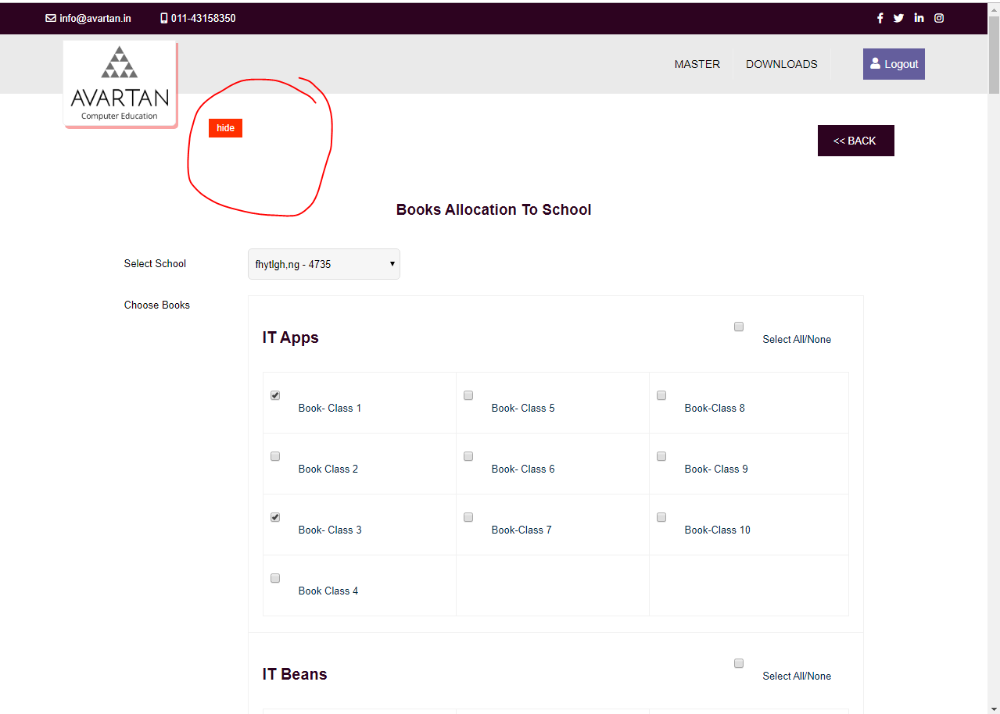 info@avartan.in 011-43158350
MASTER DOWNLOADS Logout
AVARTAN
Computer Education
hide
<< BACK
Books Allocation To School
Select School fhytlgh,ng - 4735
Choose Books
IT Apps Select All/None
Book- Class 1 Book- Class 5 Book-Class 8
Book Class 2 Book- Class 6 Book- Class 9
Book- Class 3 Book-Class 7 Book-Class 10
Book Class 4
IT Beans Select All/None